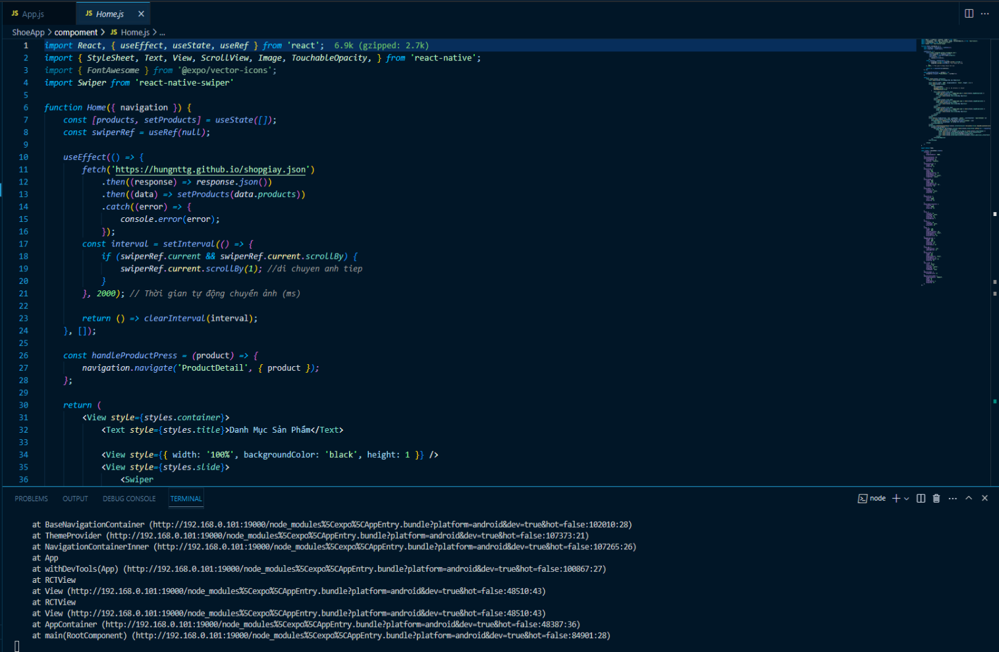 JS App.js
JS Home.js
ShoeApp > compoment > JS Home.js > ...
1 import React, { useEffect, useState, useRef } from 'react'; 6.9k (gzipped: 2.7k)
2 import { StyleSheet, Text, View, ScrollView, Image, TouchableOpacity, } from 'react-native';
3 import { FontAwesome } from '@expo/vector-icons';
4 import Swiper from 'react-native-swiper'
5
6 function Home({ navigation }) {
7 const [products, setProducts] = useState([]);
8 const swiperRef = useRef(null);
9
10 useEffect(() => {
11 fetch('https://hungnttg.github.io/shopgiay.json')
12 .then((response) => response.json())
13 .then((data) => setProducts(data.products))
14 .catch((error) => {
15 console.error(error);
16 });
17 const interval = setInterval(() => {
18 if (swiperRef.current && swiperRef.current.scrollBy) {
19 swiperRef.current.scrollBy(1); //di chuyen anh tiep
20 }
21 }, 2000); // Thời gian tự động chuyển ảnh (ms)
22
23 return () => clearInterval(interval);
24 }, []);
25
26 const handleProductPress = (product) => {
27 navigation.navigate('ProductDetail', { product });
28 };
29
30 return (
31 <View style={styles.container}>
32 <Text style={styles.title}>Danh Mục Sản Phẩm</Text>
33
34 <View style={{ width: '100%', backgroundColor: 'black', height: 1 }} />
35 <View style={styles.slide}>
36 <Swiper
PROBLEMS OUTPUT DEBUG CONSOLE TERMINAL
node
at BaseNavigationContainer (http://192.168.0.101:19000/node_modules%5Cexpo%5CAppEntry.bundle?platform=android&dev=true&hot=false:102010:28)
at ThemeProvider (http://192.168.0.101:19000/node_modules%5Cexpo%5CAppEntry.bundle?platform=android&dev=true&hot=false:107373:21)
at NavigationContainerInner (http://192.168.0.101:19000/node_modules%5Cexpo%5CAppEntry.bundle?platform=android&dev=true&hot=false:107265:26)
at App
at withDevTools(App) (http://192.168.0.101:19000/node_modules%5Cexpo%5CAppEntry.bundle?platform=android&dev=true&hot=false:100867:27)
at RCTView
at View (http://192.168.0.101:19000/node_modules%5Cexpo%5CAppEntry.bundle?platform=android&dev=true&hot=false:48510:43)
at RCTView
at View (http://192.168.0.101:19000/node_modules%5Cexpo%5CAppEntry.bundle?platform=android&dev=true&hot=false:48510:43)
at AppContainer (http://192.168.0.101:19000/node_modules%5Cexpo%5CAppEntry.bundle?platform=android&dev=true&hot=false:48387:36)
at main(RootComponent) (http://192.168.0.101:19000/node_modules%5Cexpo%5CAppEntry.bundle?platform=android&dev=true&hot=false:84901:28)